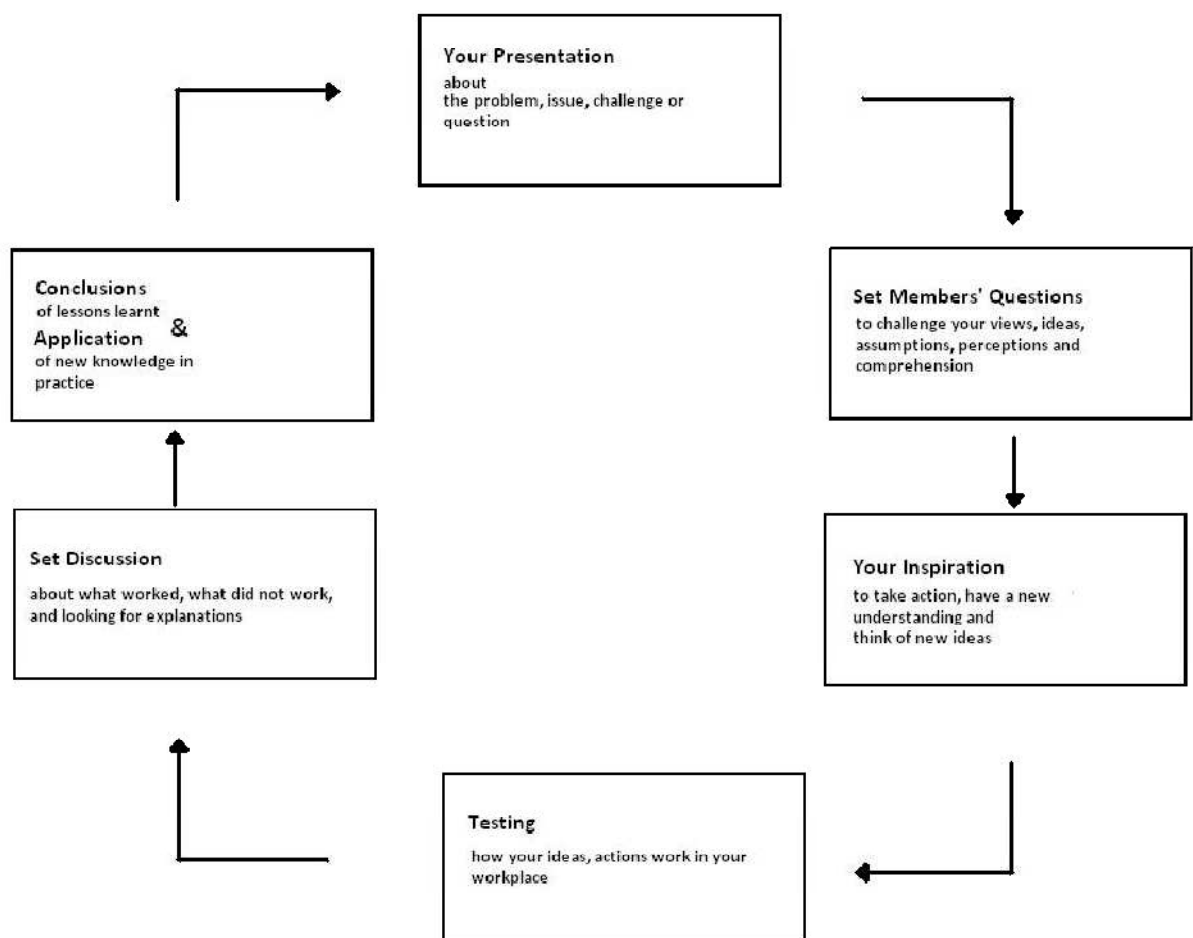 Your Presentation
about
the problem, issue, challenge or
question
Set Members' Questions
to challenge your views, ideas,
assumptions, perceptions and
comprehension
Your Inspiration
to take action, have a new
understanding and
think of new ideas
Testing
how your ideas, actions work in your
workplace
Set Discussion
about what worked, what did not work,
and looking for explanations
Conclusions
of lessons learnt
&
Application
of new knowledge in
practice